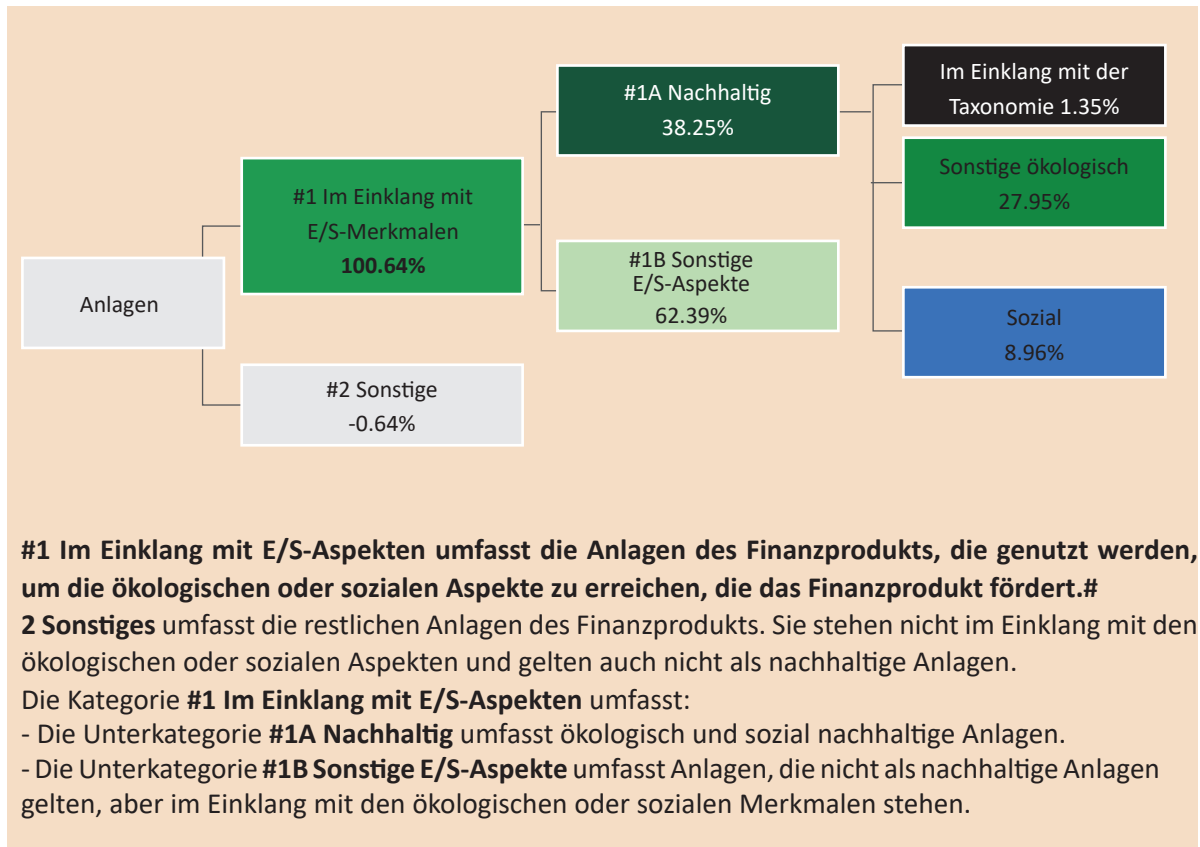 Anlagen
#1 Im Einklang mit
E/S-Merkmalen
100.64%
#2 Sonstige
-0.64%
#1A Nachhaltig
38.25%
#1B Sonstige
E/S-Aspekte
62.39%
Im Einklang mit der
Taxonomie 1.35%
Sonstige ökologisch
27.95%
Sozial
8.96%
#1 Im Einklang mit E/S-Aspekten umfasst die Anlagen des Finanzprodukts, die genutzt werden,
um die ökologischen oder sozialen Aspekte zu erreichen, die das Finanzprodukt fördert.#
2 Sonstiges umfasst die restlichen Anlagen des Finanzprodukts. Sie stehen nicht im Einklang mit den
ökologischen oder sozialen Aspekten und gelten auch nicht als nachhaltige Anlagen.
Die Kategorie #1 Im Einklang mit E/S-Aspekten umfasst:
- Die Unterkategorie #1A Nachhaltig umfasst ökologisch und sozial nachhaltige Anlagen.
- Die Unterkategorie #1B Sonstige E/S-Aspekte umfasst Anlagen, die nicht als nachhaltige Anlagen
gelten, aber im Einklang mit den ökologischen oder sozialen Merkmalen stehen.